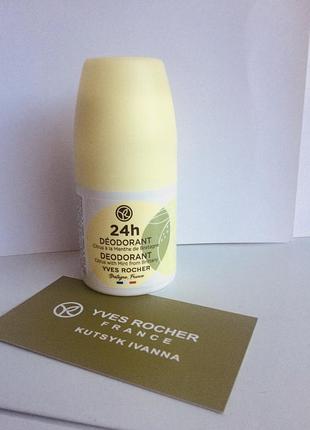 24h
DÉODORANT
Citrus à la Menthe de Bretagne
DEODORANT
Citrus with Mint from Brittany
YVES ROCHER
Bretagne, France
YVES ROCHER
FRANCE
KUTSYK IVANNA